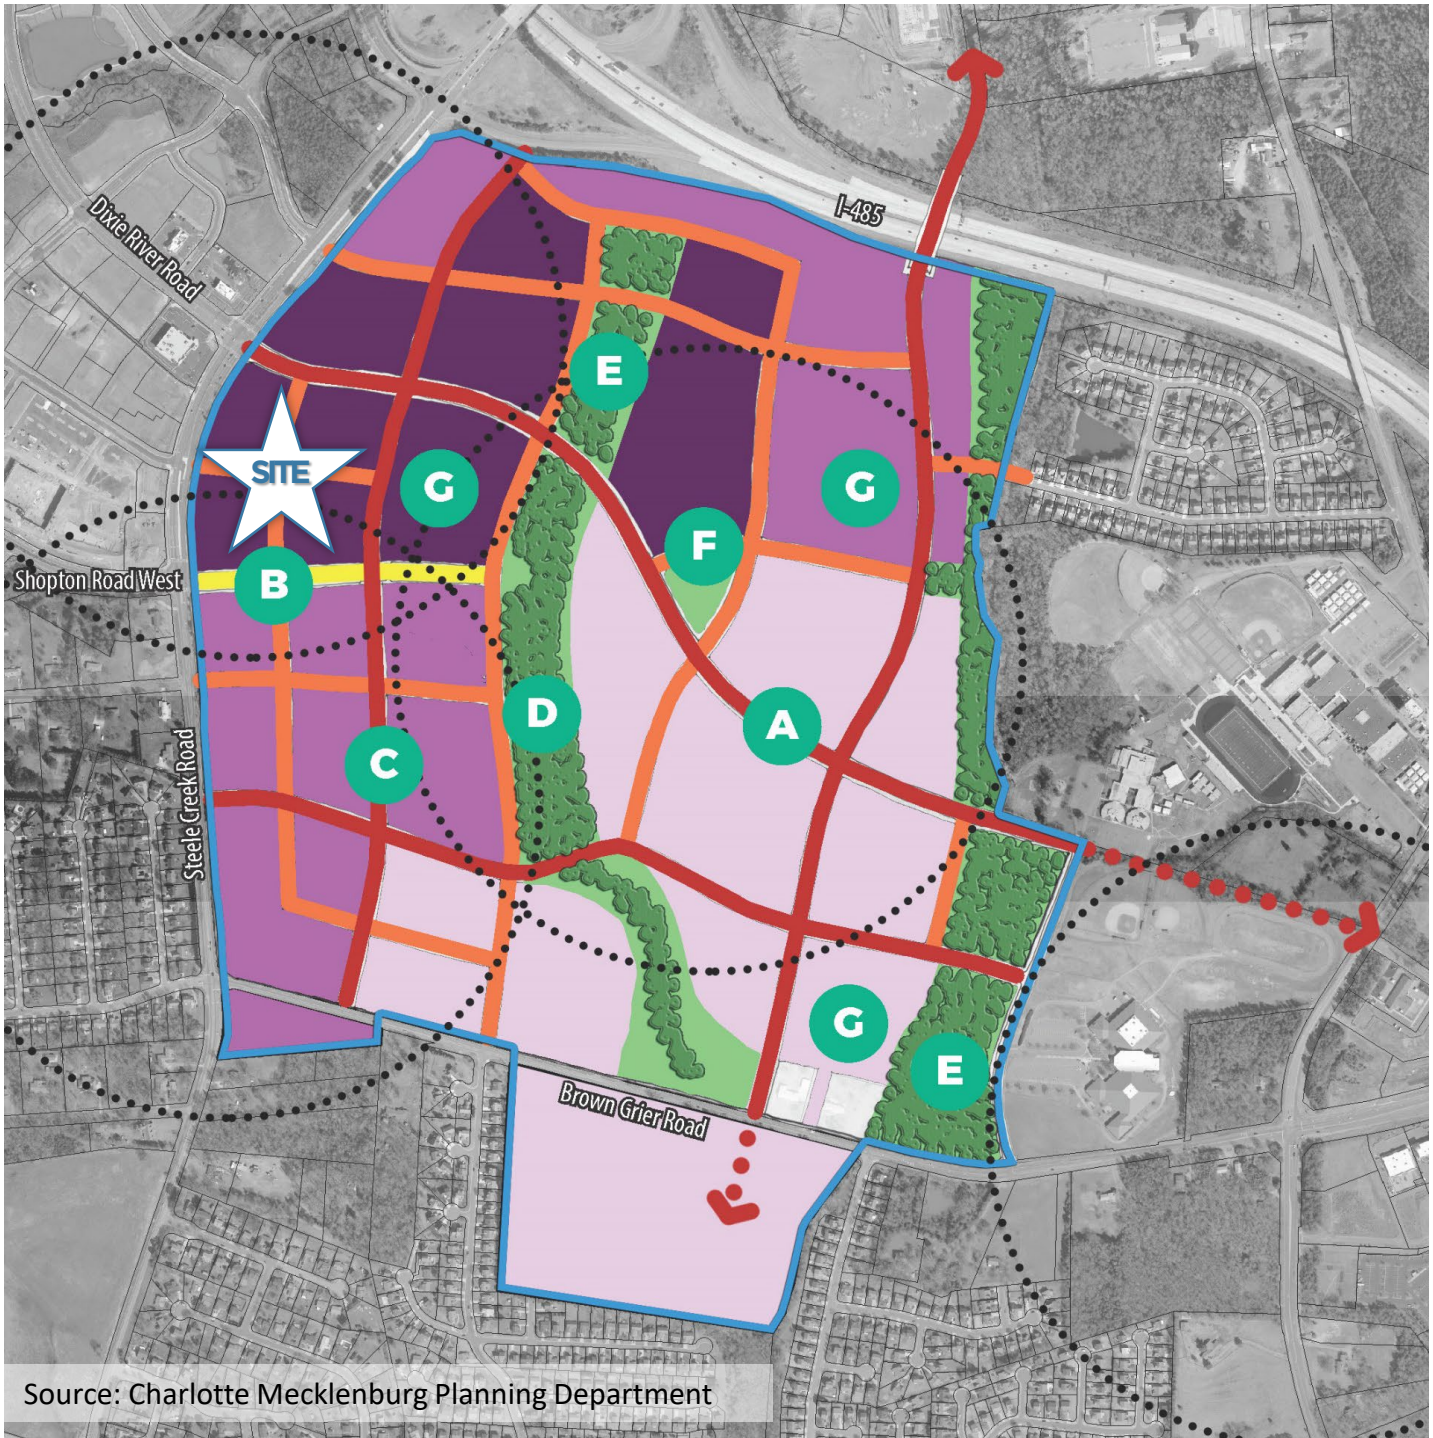 I-485
Dixie River Road
E
SITE
G
G
F
Shopton Road West
B
D
A
C
Steele Creek Road
G
E
Brown Grier Road
Source: Charlotte Mecklenburg Planning Department